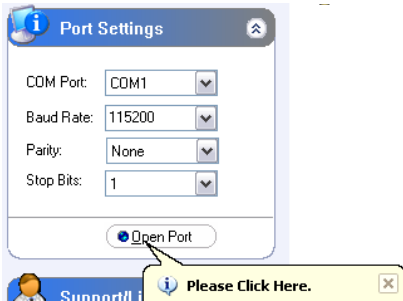 Port Settings
COM Port: COM1
Baud Rate: 115200
Parity: None
Stop Bits: 1
Open Port
Please Click Here.